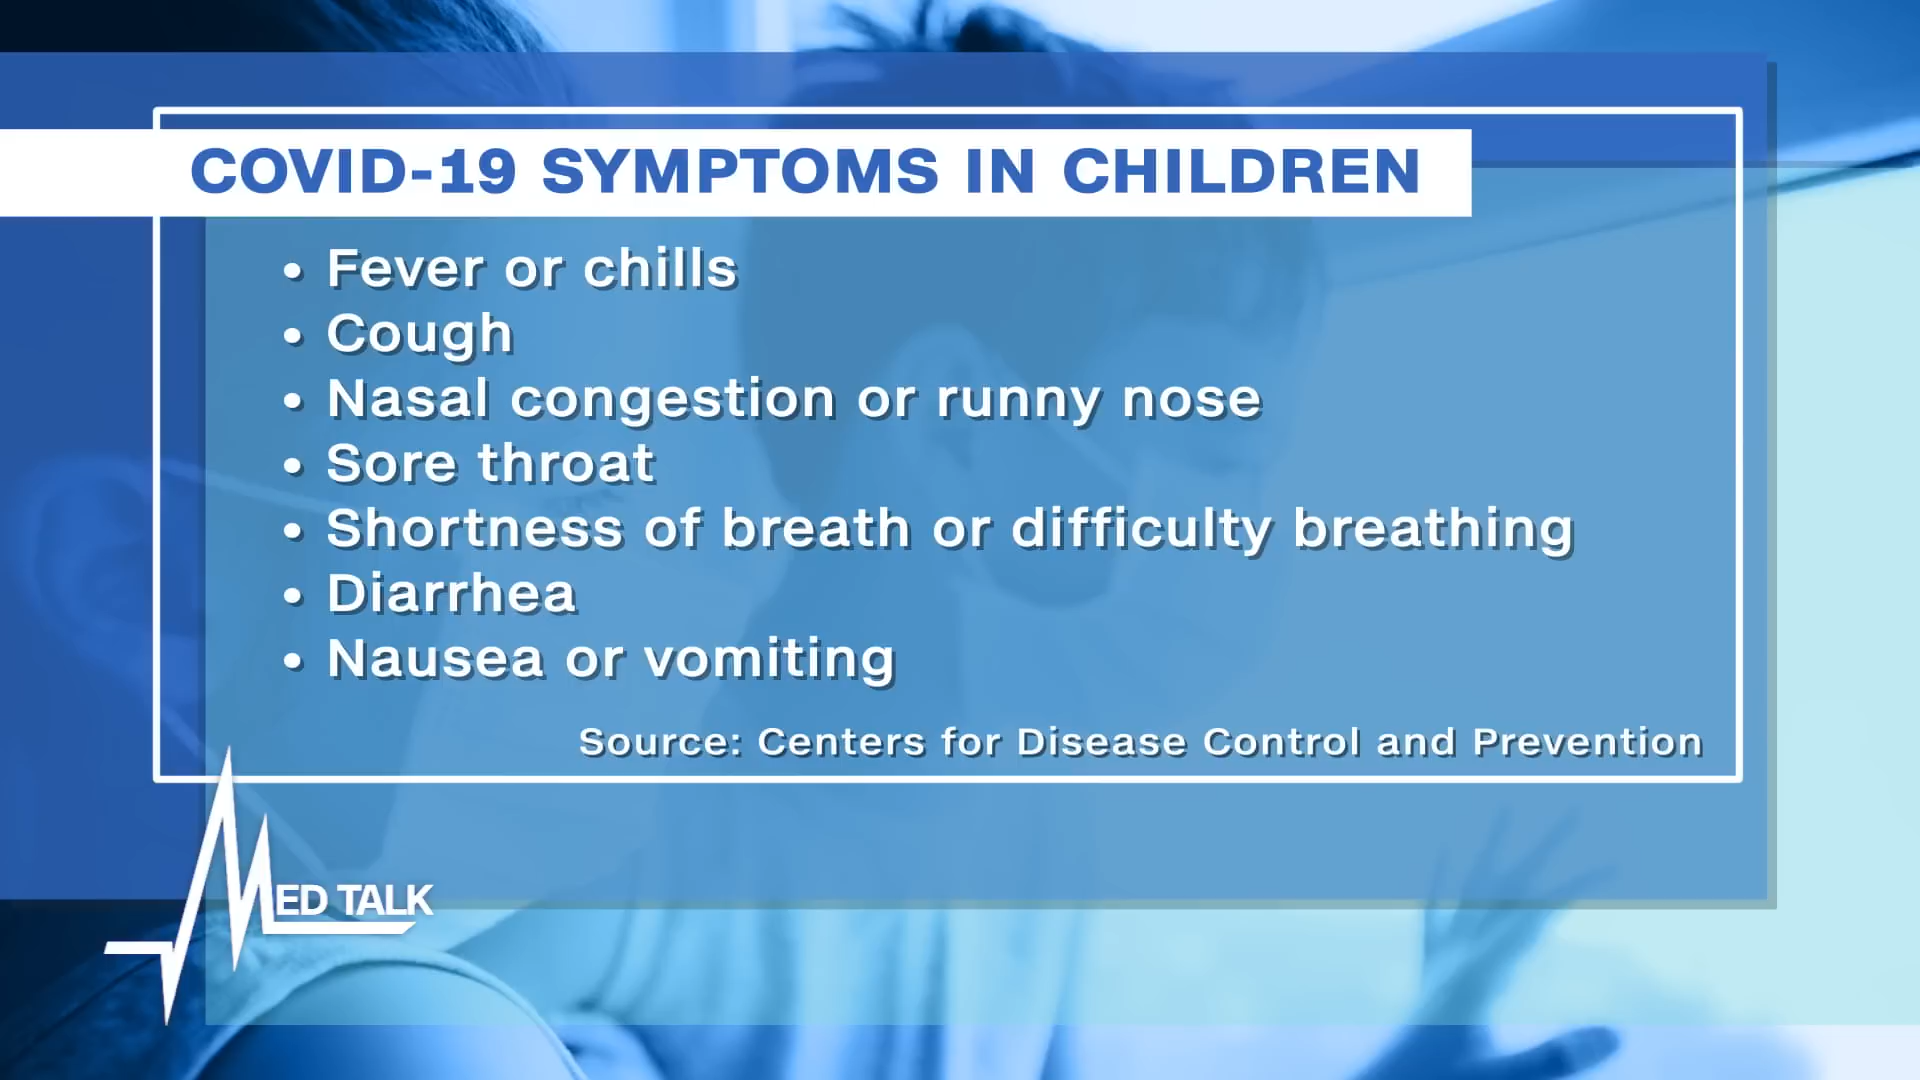 COVID-19 SYMPTOMS IN CHILDREN
• Fever or chills
• Cough
• Nasal congestion or runny nose
• Sore throat
• Shortness of breath or difficulty breathing
• Diarrhea
• Nausea or vomiting
Source: Centers for Disease Control and Prevention
MED TALK